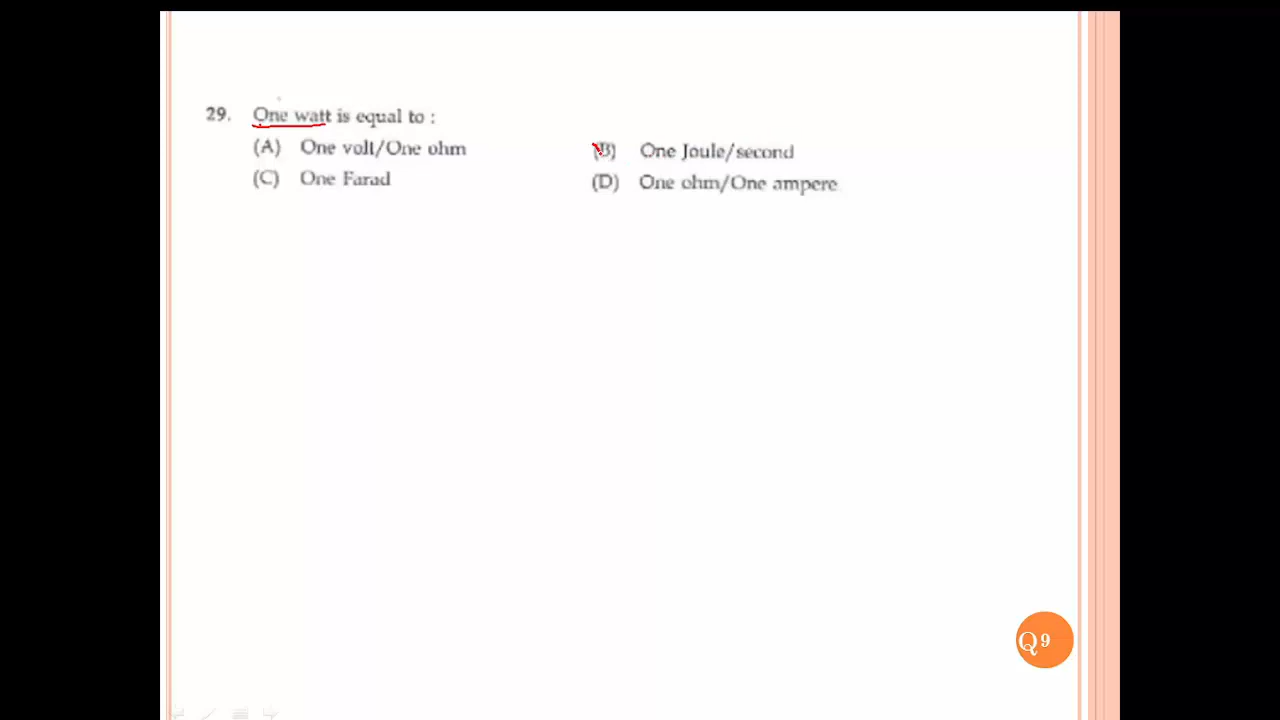 29. One watt is equal to :
(A) One volt/One ohm (B) One Joule/second
(C) One Farad (D) One ohm/One ampere
Q 9